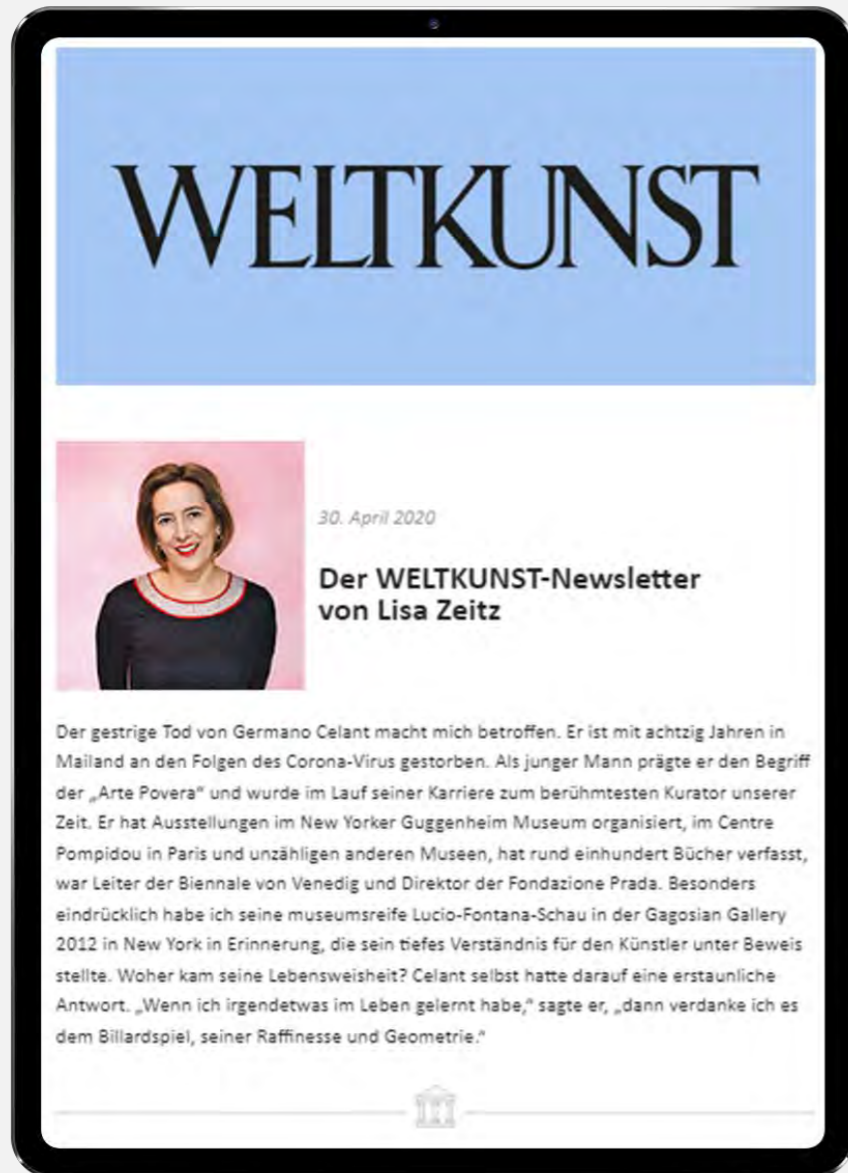 WELTKUNST
30. April 2020
Der WELTKUNST-Newsletter
von Lisa Zeitz
Der gestrige Tod von Germano Celant macht mich betroffen. Er ist mit achtzig Jahren in
Mailand an den Folgen des Corona-Virus gestorben. Als junger Mann prägte er den Begriff
der „Arte Povera“ und wurde im Lauf seiner Karriere zum berühmtesten Kurator unserer
Zeit. Er hat Ausstellungen im New Yorker Guggenheim Museum organisiert, im Centre
Pompidou in Paris und unzähligen anderen Museen, hat rund einhundert Bücher verfasst,
war Leiter der Biennale von Venedig und Direktor der Fondazione Prada. Besonders
eindrücklich habe ich seine museumsreife Lucio-Fontana-Schau in der Gagosian Gallery
2012 in New York in Erinnerung, die sein tiefes Verständnis für den Künstler unter Beweis
stellte. Woher kam seine Lebensweisheit? Celant selbst hatte darauf eine erstaunliche
Antwort. „Wenn ich irgendetwas im Leben gelernt habe,“ sagte er, „dann verdanke ich es
dem Billardspiel, seiner Raffinesse und Geometrie.“